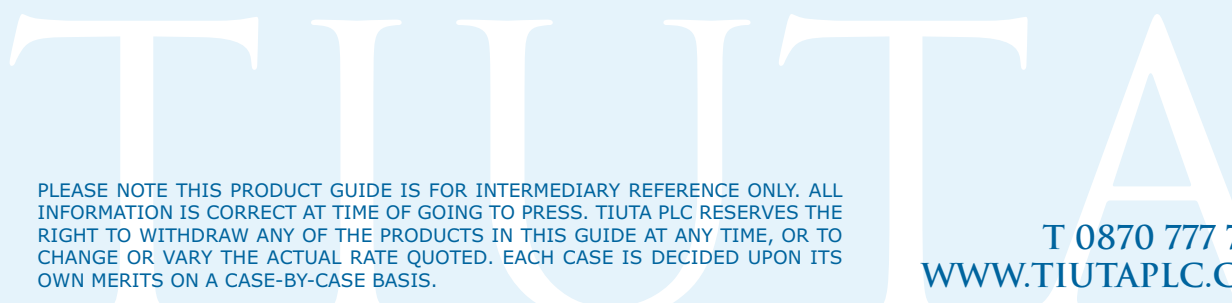 TIUTA
PLEASE NOTE THIS PRODUCT GUIDE IS FOR INTERMEDIARY REFERENCE ONLY. ALL
INFORMATION IS CORRECT AT TIME OF GOING TO PRESS. TIUTA PLC RESERVES THE
RIGHT TO WITHDRAW ANY OF THE PRODUCTS IN THIS GUIDE AT ANY TIME, OR TO
CHANGE OR VARY THE ACTUAL RATE QUOTED. EACH CASE IS DECIDED UPON ITS
OWN MERITS ON A CASE-BY-CASE BASIS.
T 0870 777
WWW.TIUTAPLC.